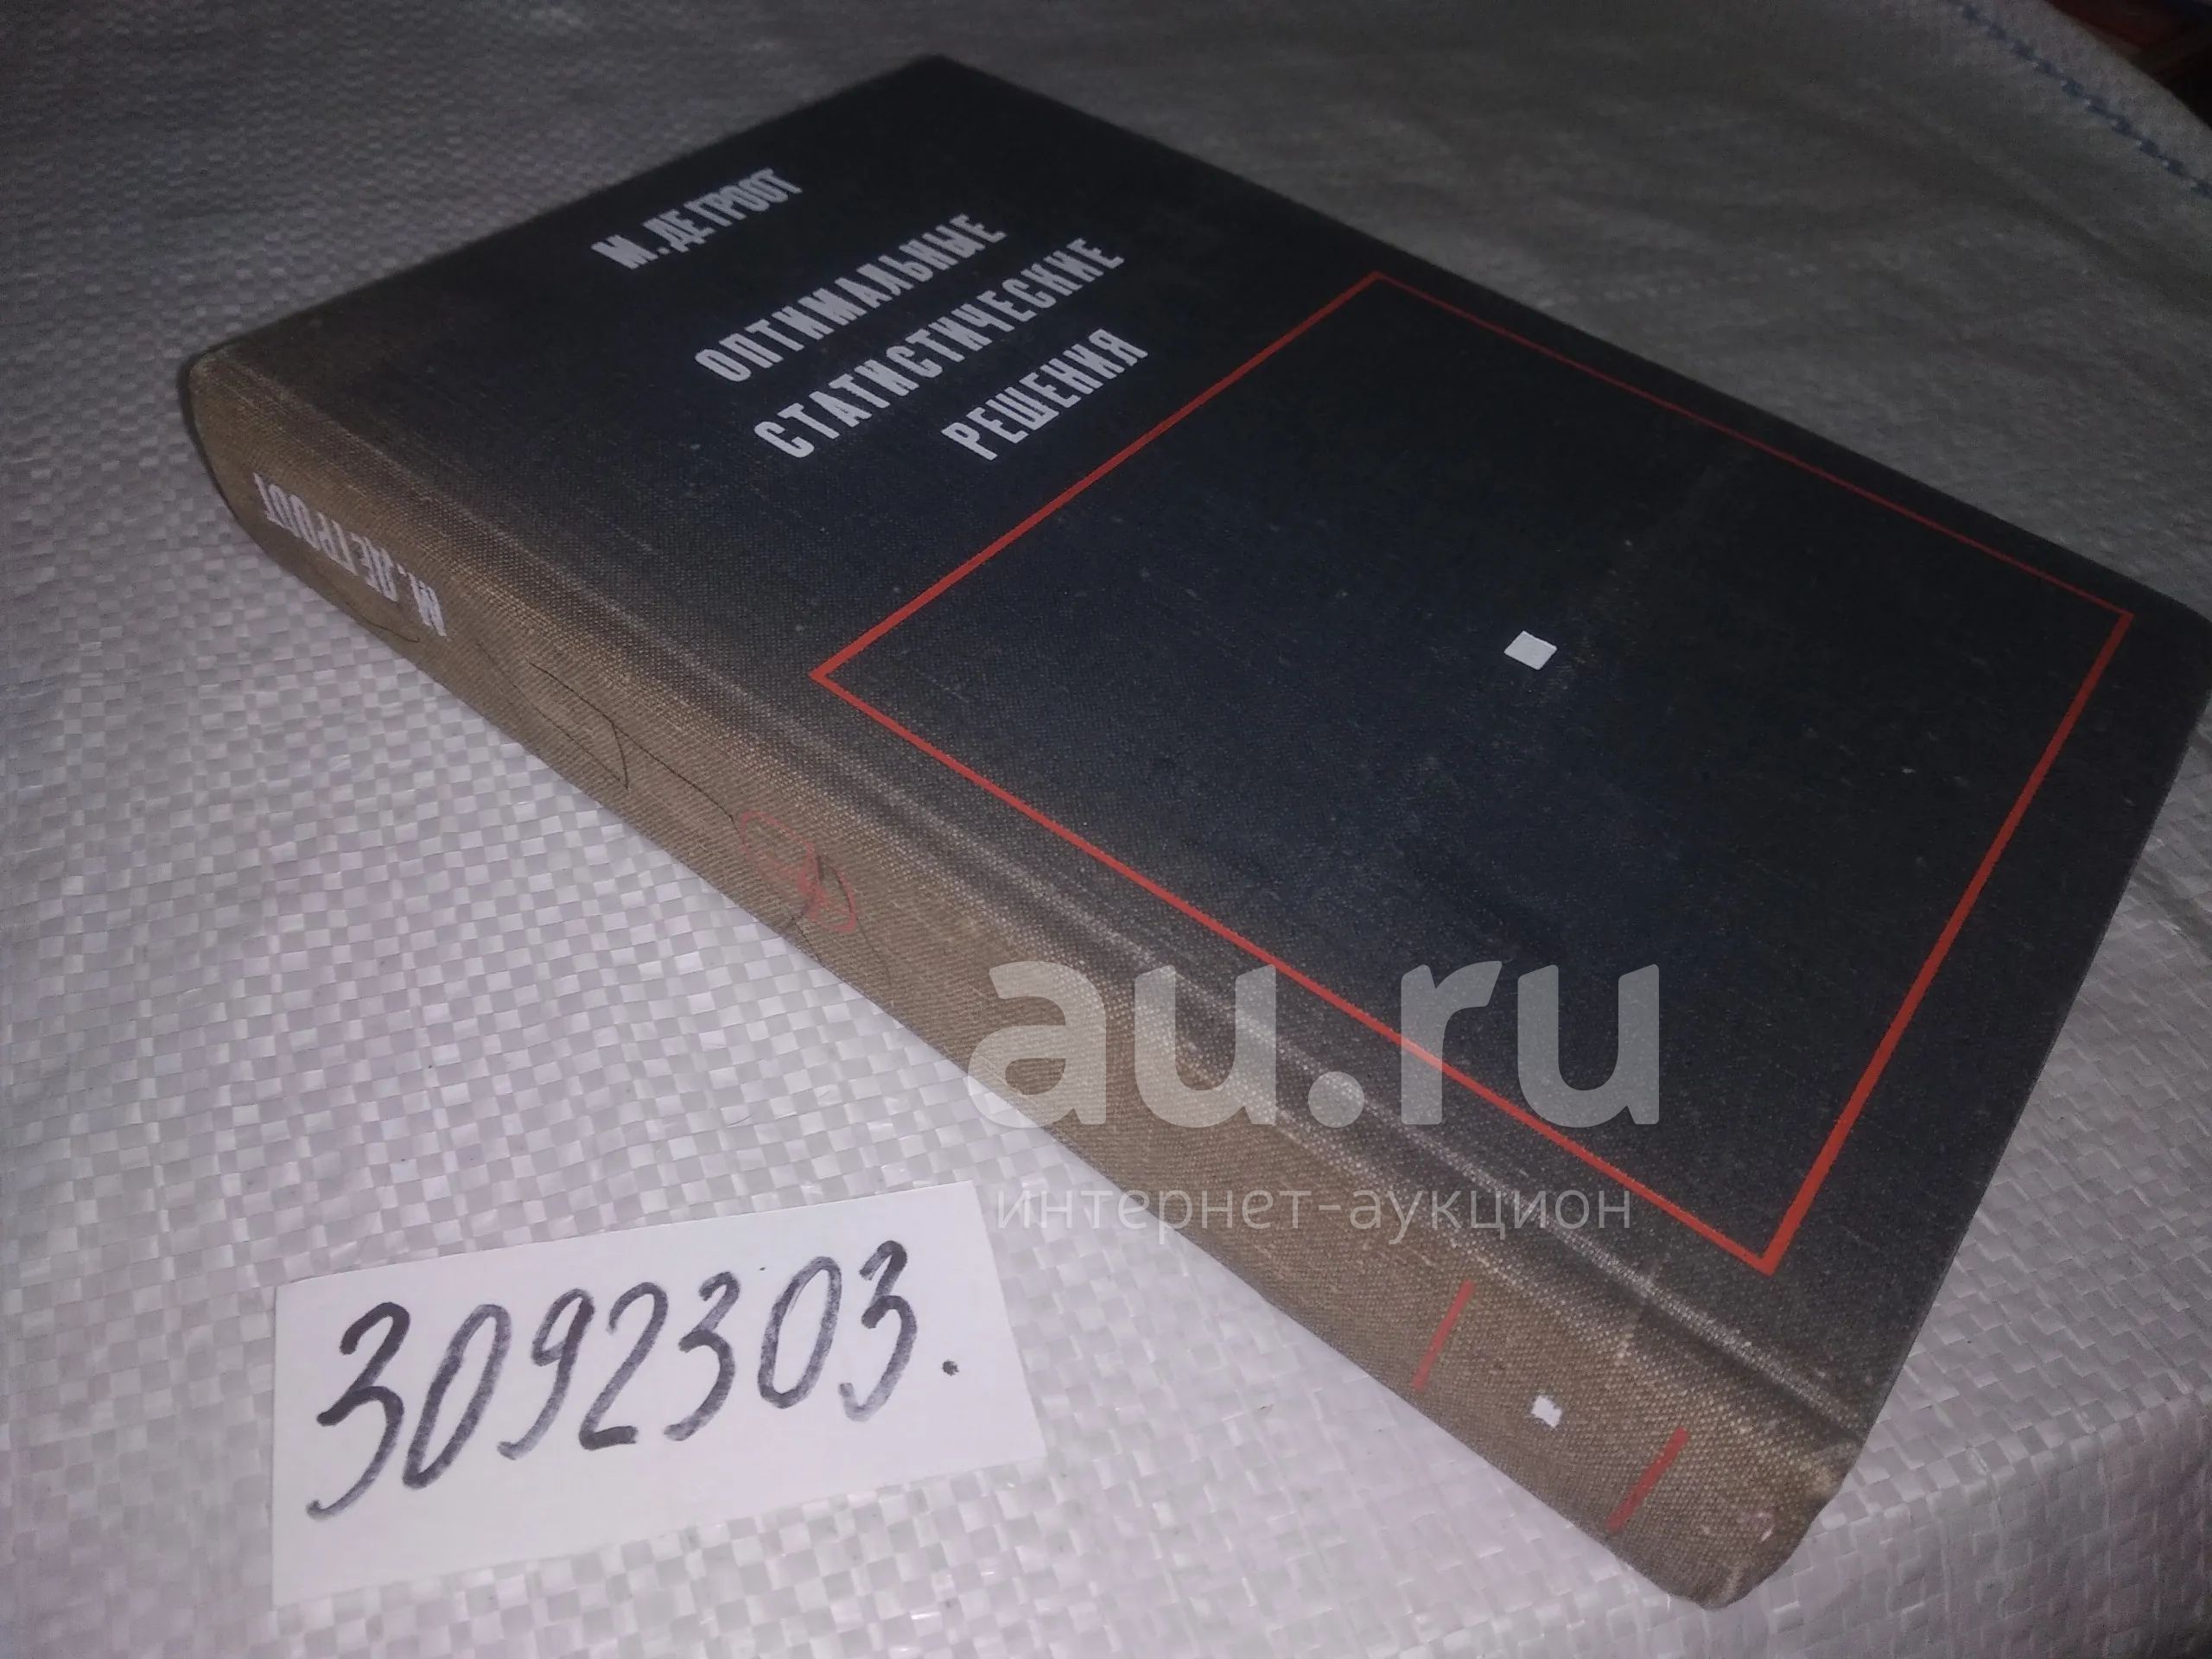 М. ДЕ ГРООТ
ОПТИМАЛЬНЫЕ
СТАТИСТИЧЕСКИЕ
РЕШЕНИЯ
М. ДЕ ГРООТ
au.ru
интернет-аукцион
3092303.